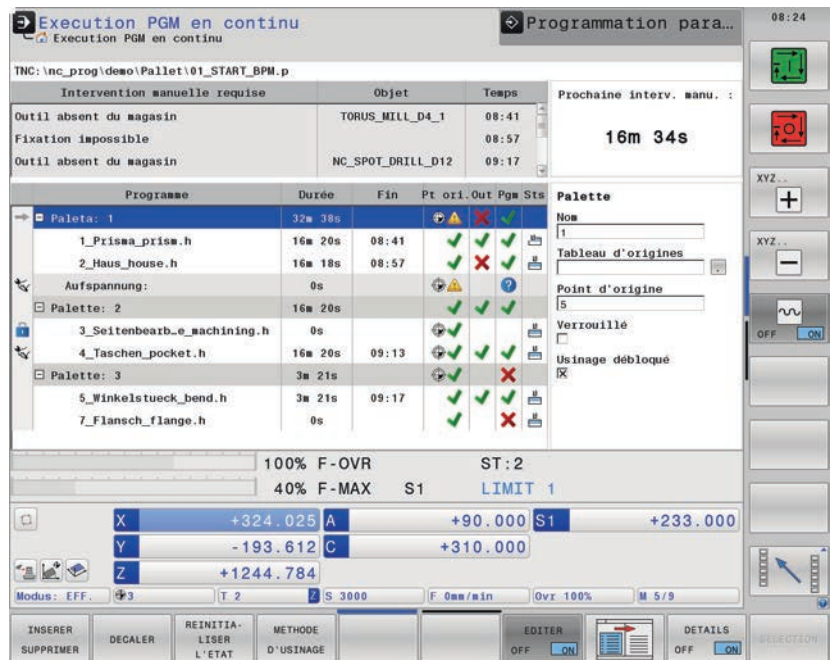 Execution PGM en continu
Execution PGM en continu
Programmation para…
08:24
TNC:\nc_prog\demo\Pallet\01_START_BPM.p
Intervention manuelle requise Objet Temps
Outil absent du magasin TORUS_MILL_D4_1 08:41
Fixation impossible 08:57
Outil absent du magasin NC_SPOT_DRILL_D12 09:17
Prochaine interv. manu. :
16m 34s
Programme Durée Fin Pt ori. Out Pgm Sts
Paleta: 1 32m 38s
1_Prisma_prism.h 16m 20s 08:41
2_Haus_house.h 16m 18s 08:57
Aufspannung: 0s
Palette: 2 16m 20s
3_Seitenbearb…e_machining.h 0s
4_Taschen_pocket.h 16m 20s 09:13
Palette: 3 3m 21s
5_Winkelstueck_bend.h 3m 21s 09:17
7_Flansch_flange.h 0s
Palette
Nom
1
Tableau d'origines
Point d'origine
5
Verrouillé
Usinage débloqué
XYZ..
XYZ..
OFF ON
100% F-OVR ST:2
40% F-MAX S1 LIMIT 1
X +324.025 A +90.000 S1 +233.000
Y -193.612 C +310.000
Z +1244.784
Modus: EFF. 3 T 2 Z S 3000 F 0mm/min Ovr 100% M 5/9
INSERER
SUPPRIMER
DECALER
REINITIA-
LISER
L'ETAT
METHODE
D'USINAGE
EDITER
OFF ON
DETAILS
OFF ON
SELECTION